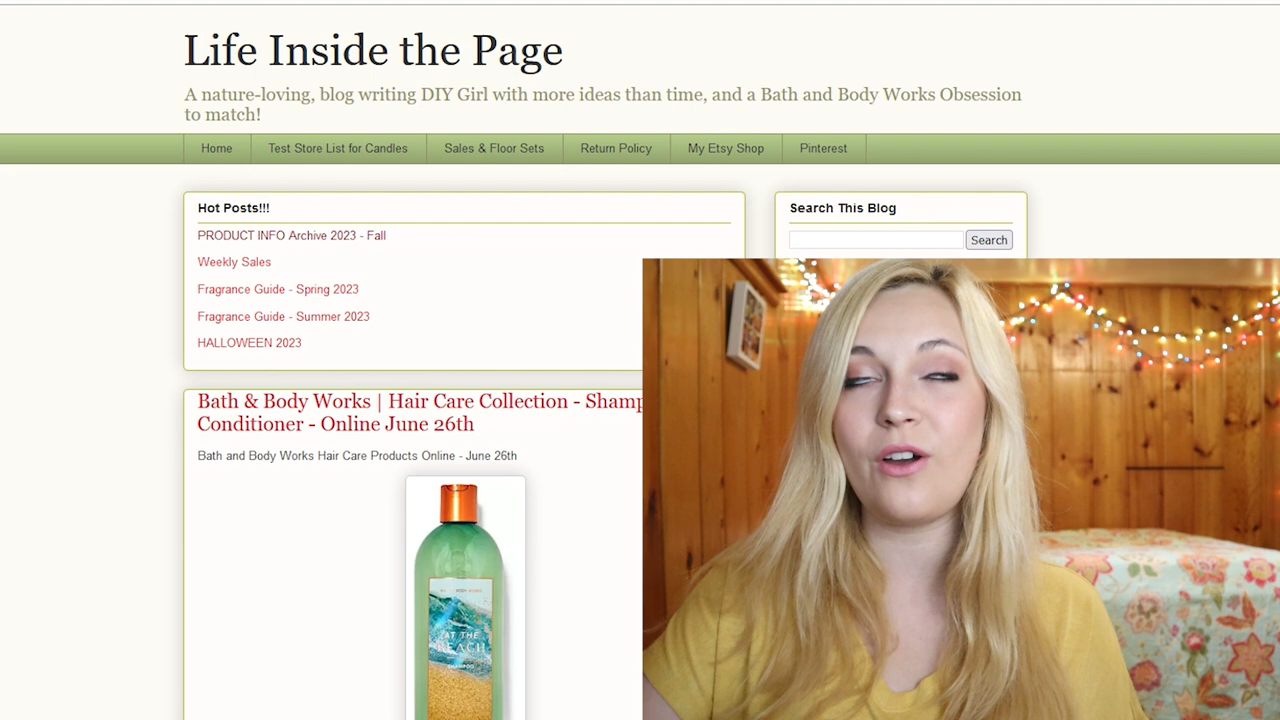 Life Inside the Page
A nature-loving, blog writing DIY Girl with more ideas than time, and a Bath and Body Works Obsession
to match!
Home Test Store List for Candles Sales & Floor Sets Return Policy My Etsy Shop Pinterest
Hot Posts!!!
PRODUCT INFO Archive 2023 - Fall
Weekly Sales
Fragrance Guide - Spring 2023
Fragrance Guide - Summer 2023
HALLOWEEN 2023
Search This Blog
Search
Bath & Body Works | Hair Care Collection - Shamp
Conditioner - Online June 26th
Bath and Body Works Hair Care Products Online - June 26th
BODY WORKS
AT THE
BEACH
SHAMPOO